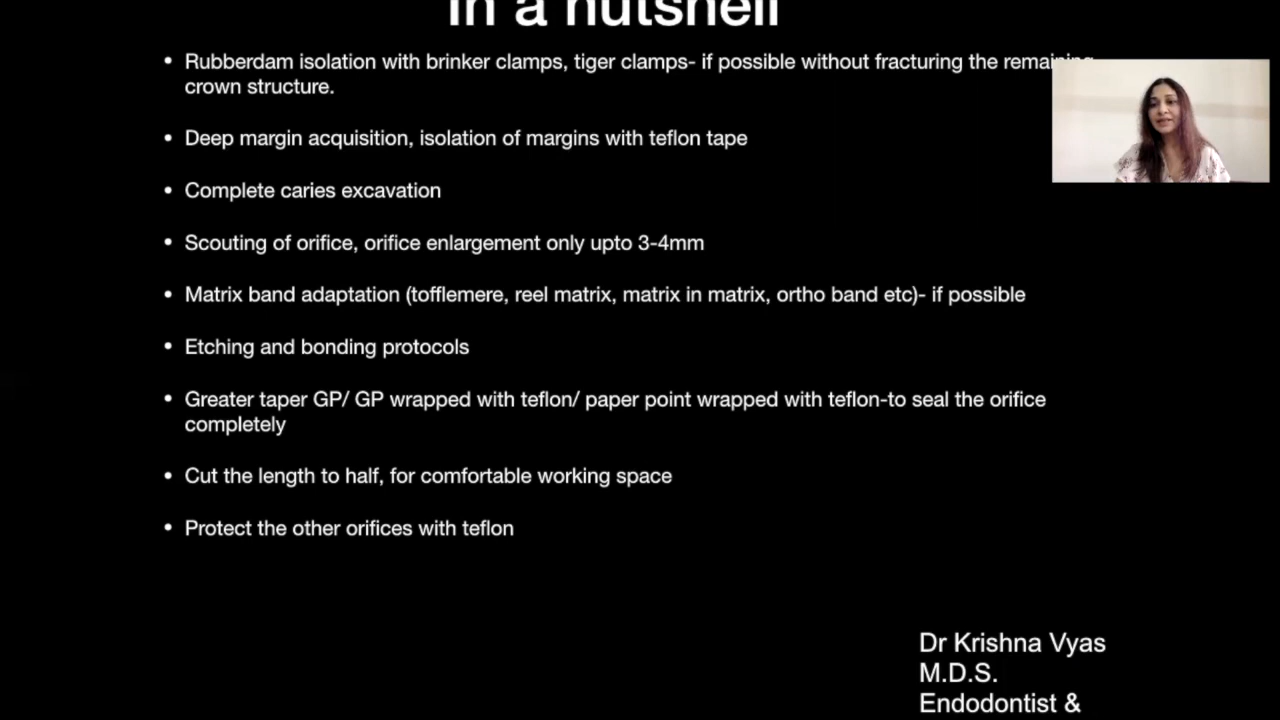 In a nutshell
• Rubberdam isolation with brinker clamps, tiger clamps- if possible without fracturing the remaining
crown structure.
• Deep margin acquisition, isolation of margins with teflon tape
• Complete caries excavation
• Scouting of orifice, orifice enlargement only upto 3-4mm
• Matrix band adaptation (tofflemere, reel matrix, matrix in matrix, ortho band etc)- if possible
• Etching and bonding protocols
• Greater taper GP/ GP wrapped with teflon/ paper point wrapped with teflon-to seal the orifice
completely
• Cut the length to half, for comfortable working space
• Protect the other orifices with teflon
Dr Krishna Vyas
M.D.S.
Endodontist &